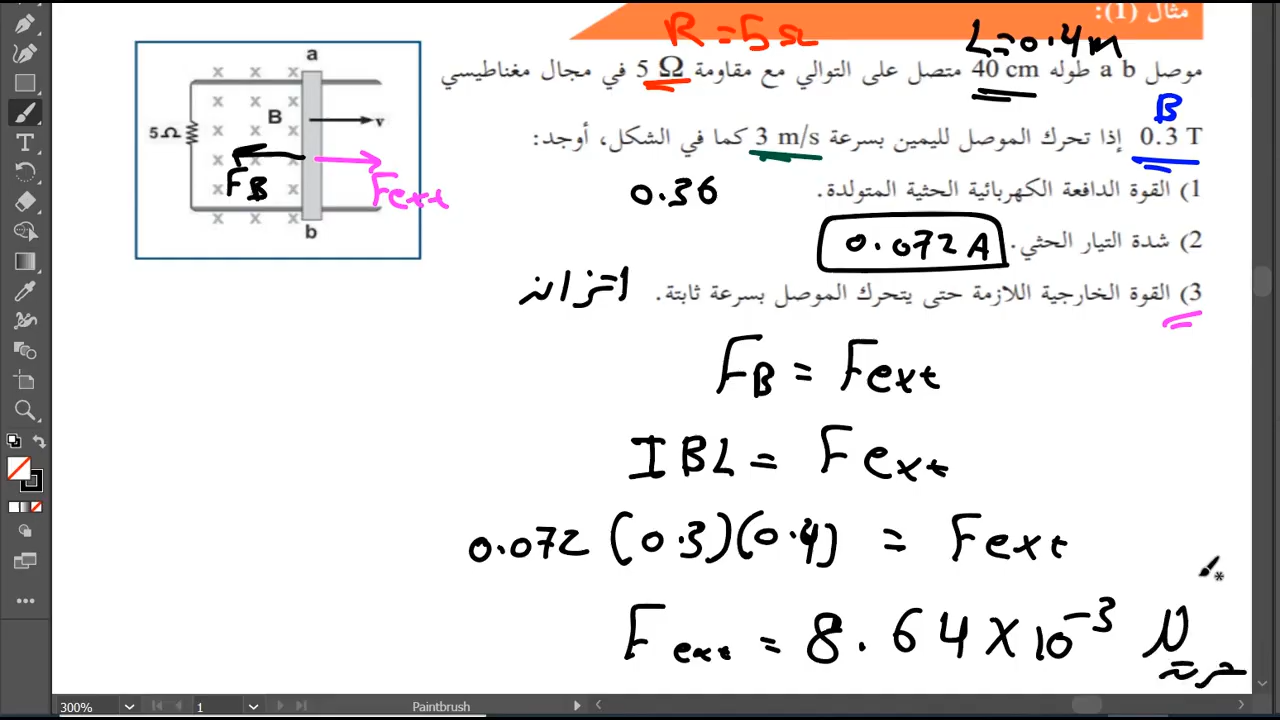 مثال (1):
R = 5 Ω
L = 0.4 m
موصل a b طوله 40 cm متصل على التوالي مع مقاومة 5 Ω في مجال مغناطيسي
B
0.3 T إذا تحرك الموصل لليمين بسرعة 3 m/s كما في الشكل، أوجد:
1) القوة الدافعة الكهربائية الحثية المتولدة.
0.36
2) شدة التيار الحثي.
0.072 A
3) القوة الخارجية اللازمة حتى يتحرك الموصل بسرعة ثابتة.
اتزان
a
B
5 Ω
v
FB
Fext
b
FB = Fext
IBL = Fext
0.072 (0.3)(0.4) = Fext
Fext = 8.64 × 10⁻³ N
300%
1
Paintbrush